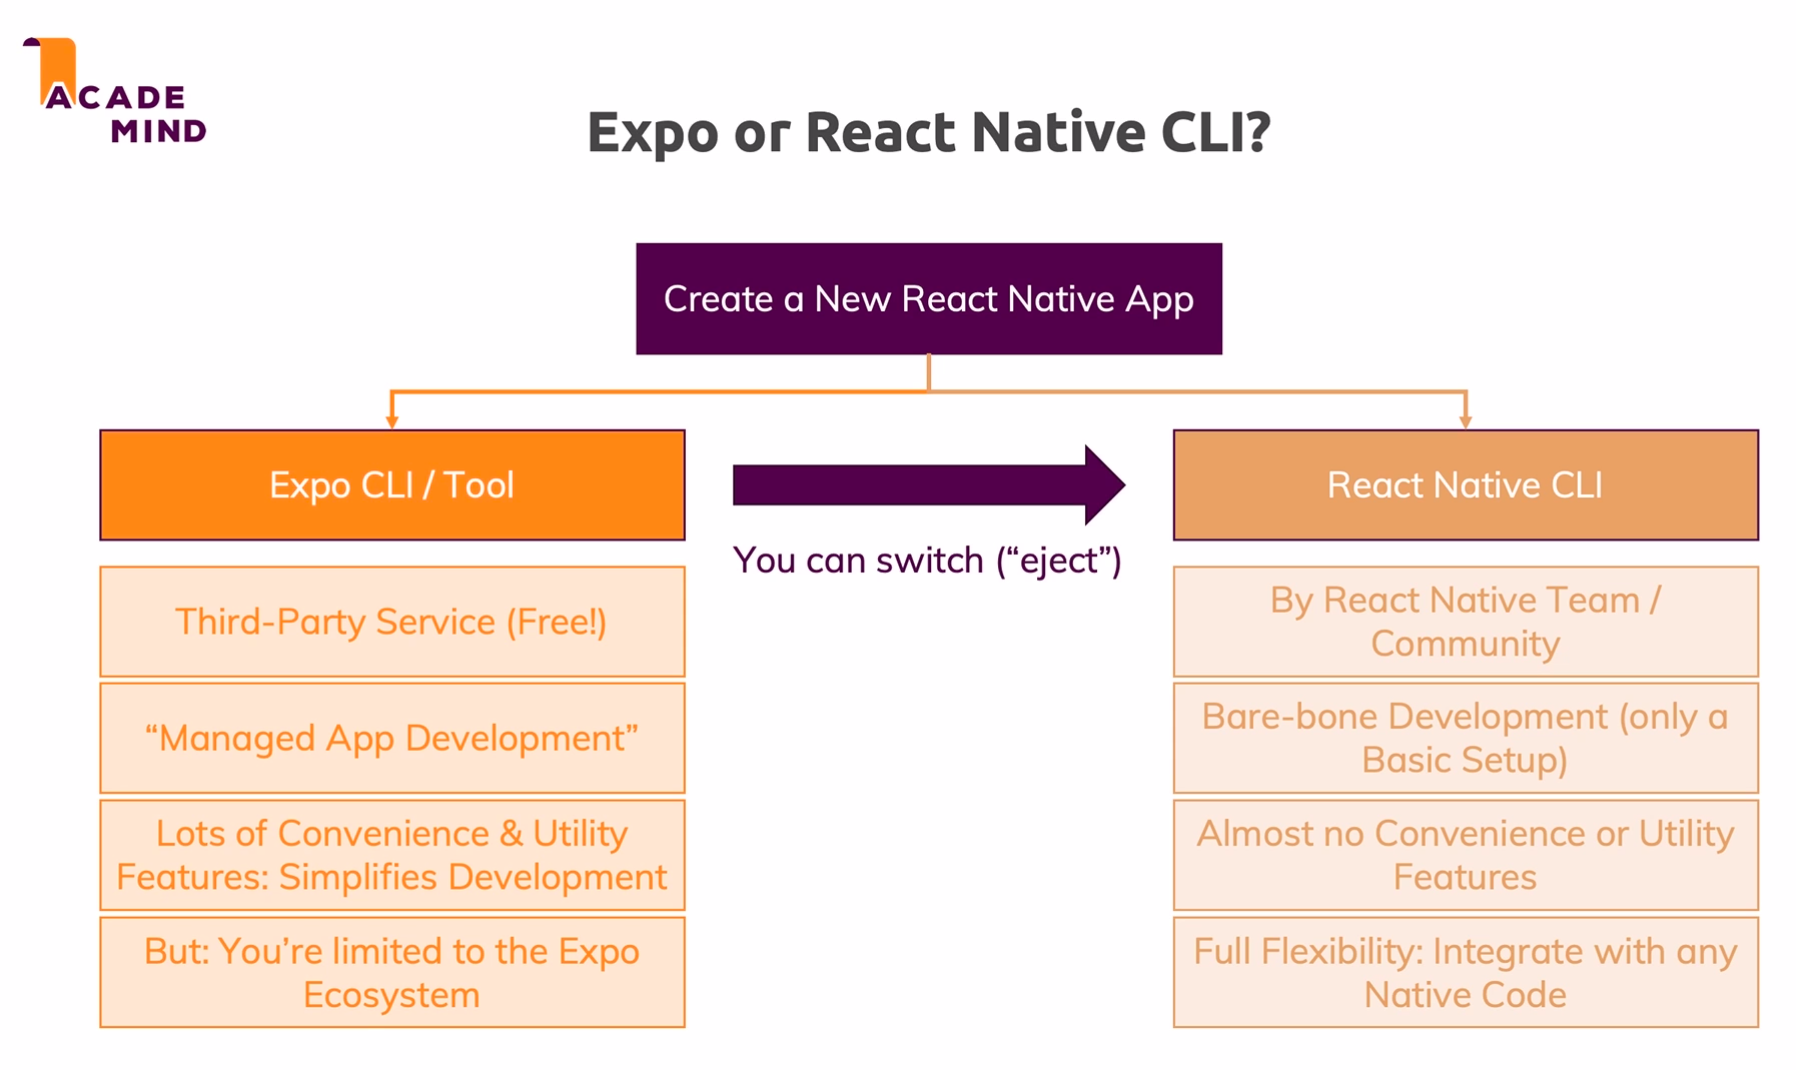 ACADE
MIND
Expo or React Native CLI?
Create a New React Native App
Expo CLI / Tool
You can switch (“eject”)
React Native CLI
Third-Party Service (Free!)
“Managed App Development”
Lots of Convenience & Utility
Features: Simplifies Development
But: You’re limited to the Expo
Ecosystem
By React Native Team /
Community
Bare-bone Development (only a
Basic Setup)
Almost no Convenience or Utility
Features
Full Flexibility: Integrate with any
Native Code